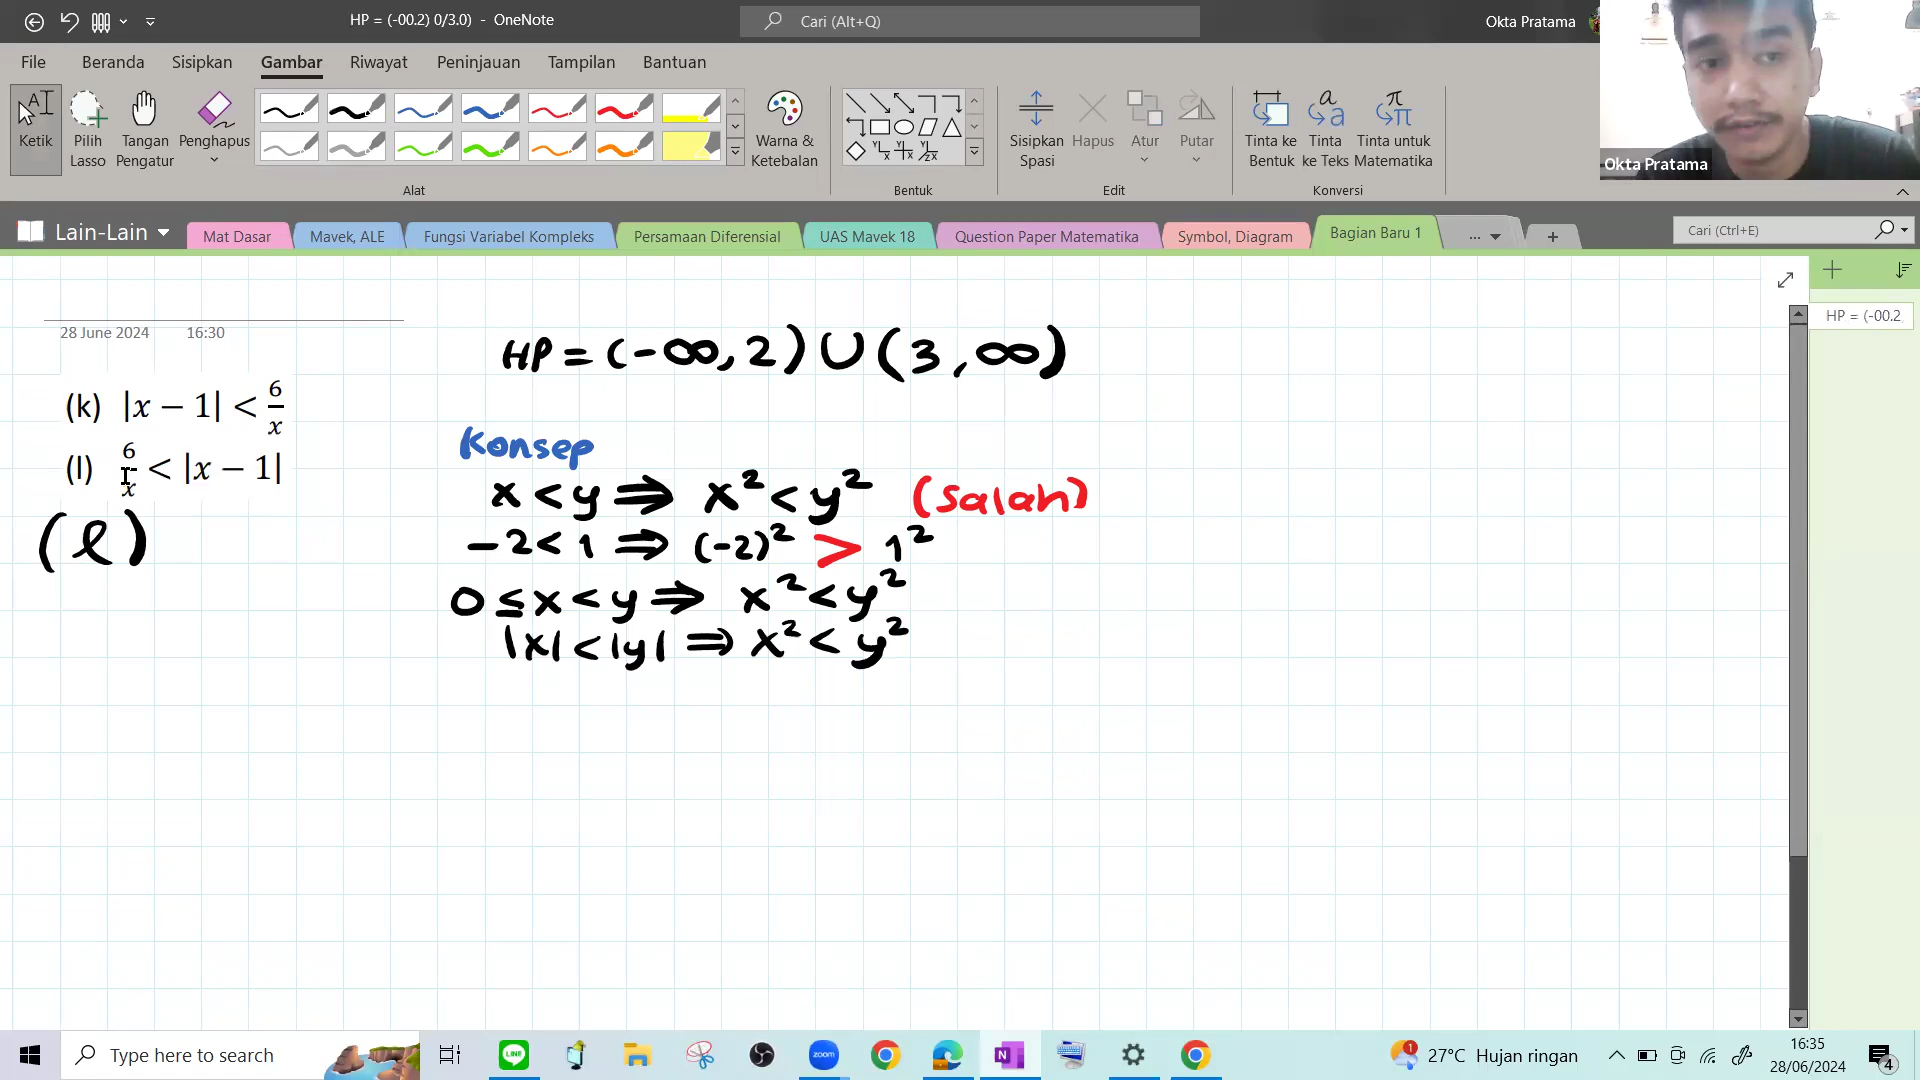 HP = (-00.2) 0/3.0) - OneNote
Cari (Alt+Q)
Okta Pratama
File Beranda Sisipkan Gambar Riwayat Peninjauan Tampilan Bantuan
Ketik
Pilih Lasso
Tangan Pengatur
Penghapus
Warna & Ketebalan
Sisipkan Spasi
Hapus
Atur
Putar
Tinta ke Bentuk
Tinta ke Teks
Tinta untuk Matematika
Alat
Bentuk
Edit
Konversi
Okta Pratama
Lain-Lain
Mat Dasar
Mavek, ALE
Fungsi Variabel Kompleks
Persamaan Diferensial
UAS Mavek 18
Question Paper Matematika
Symbol, Diagram
Bagian Baru 1
...
Cari (Ctrl+E)
HP = (-00.2
28 June 2024 16:30
HP = (-∞, 2) ∪ (3, ∞)
(k) |x − 1| < 6/x
(l) 6/x < |x − 1|
(ℓ)
Konsep
x < y ⇒ x² < y² (Salah)
-2 < 1 ⇒ (-2)² > 1²
0 ≤ x < y ⇒ x² < y²
|x| < |y| ⇒ x² < y²
Type here to search
LINE
zoom
1
27°C Hujan ringan
16:35
28/06/2024
4